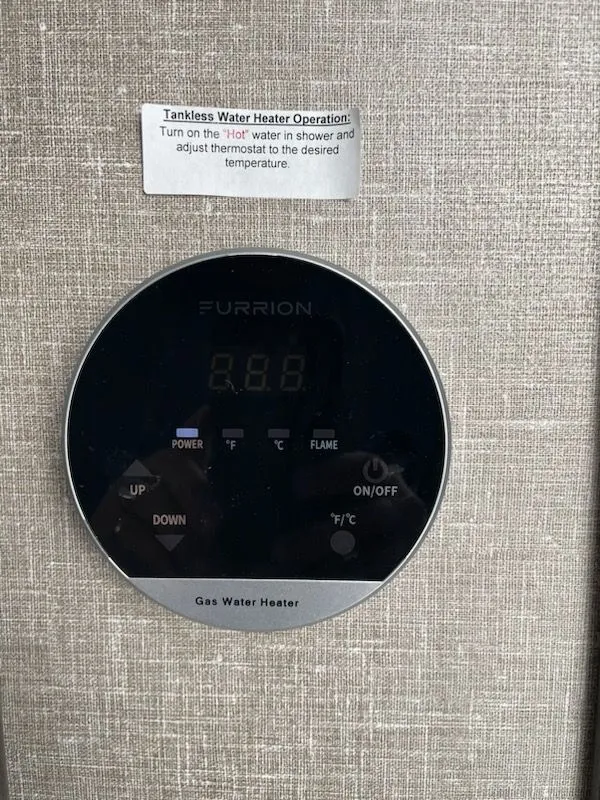 Tankless Water Heater Operation:
Turn on the "Hot" water in shower and
adjust thermostat to the desired
temperature.
FURRION
POWER °F °C FLAME
UP
ON/OFF
DOWN
°F/°C
Gas Water Heater